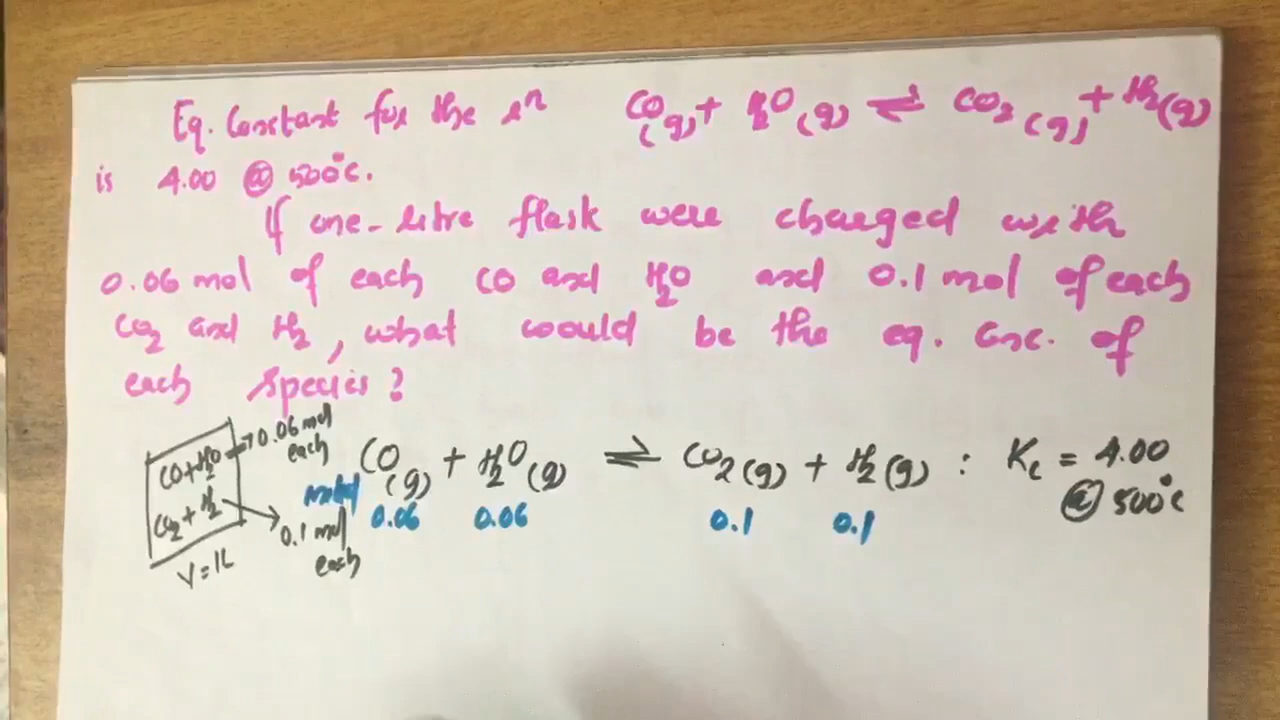 Eq. Constant for the rⁿ CO(g) + H₂O(g) ⇌ CO₂(g) + H₂(g)
is 4.00 @ 500°C.
If one-litre flask were charged with
0.06 mol of each CO and H₂O and 0.1 mol of each
CO₂ and H₂, what would be the eq. conc. of
each species?
CO+H₂O → 0.06 mol each
CO₂+H₂ → 0.1 mol each
V=1L
CO(g) + H₂O(g) ⇌ CO₂(g) + H₂(g) : Kc = 4.00
@ 500°C
0.06 0.06 0.1 0.1